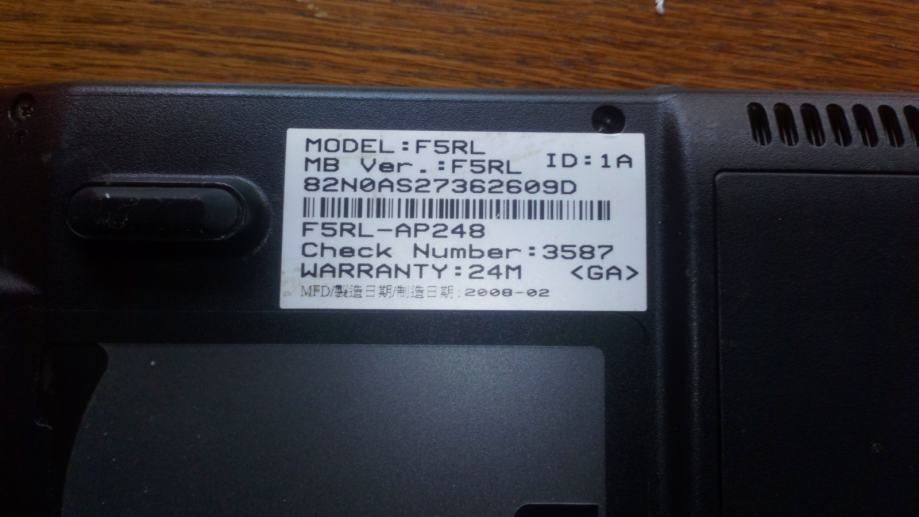 MODEL:F5RL
MB Ver.:F5RL ID:1A
82N0AS27362609D
F5RL-AP248
Check Number:3587
WARRANTY:24M <GA>
MFD/製造日期/制造日期:2008-02